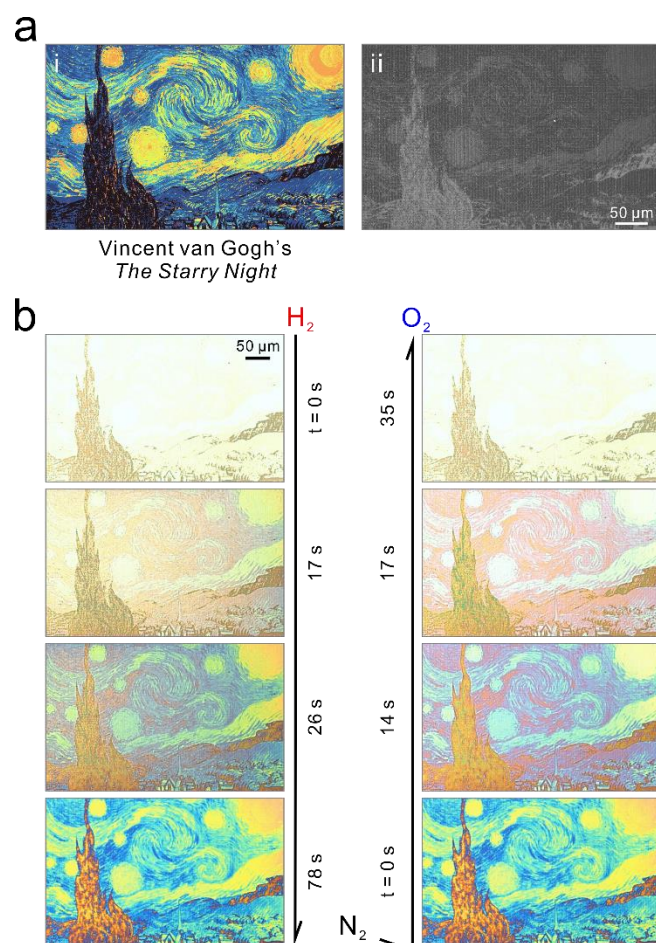 a
i
ii
50 µm
Vincent van Gogh's
The Starry Night
b
H₂
O₂
50 µm
t = 0 s
35 s
17 s
17 s
26 s
14 s
78 s
t = 0s
N₂